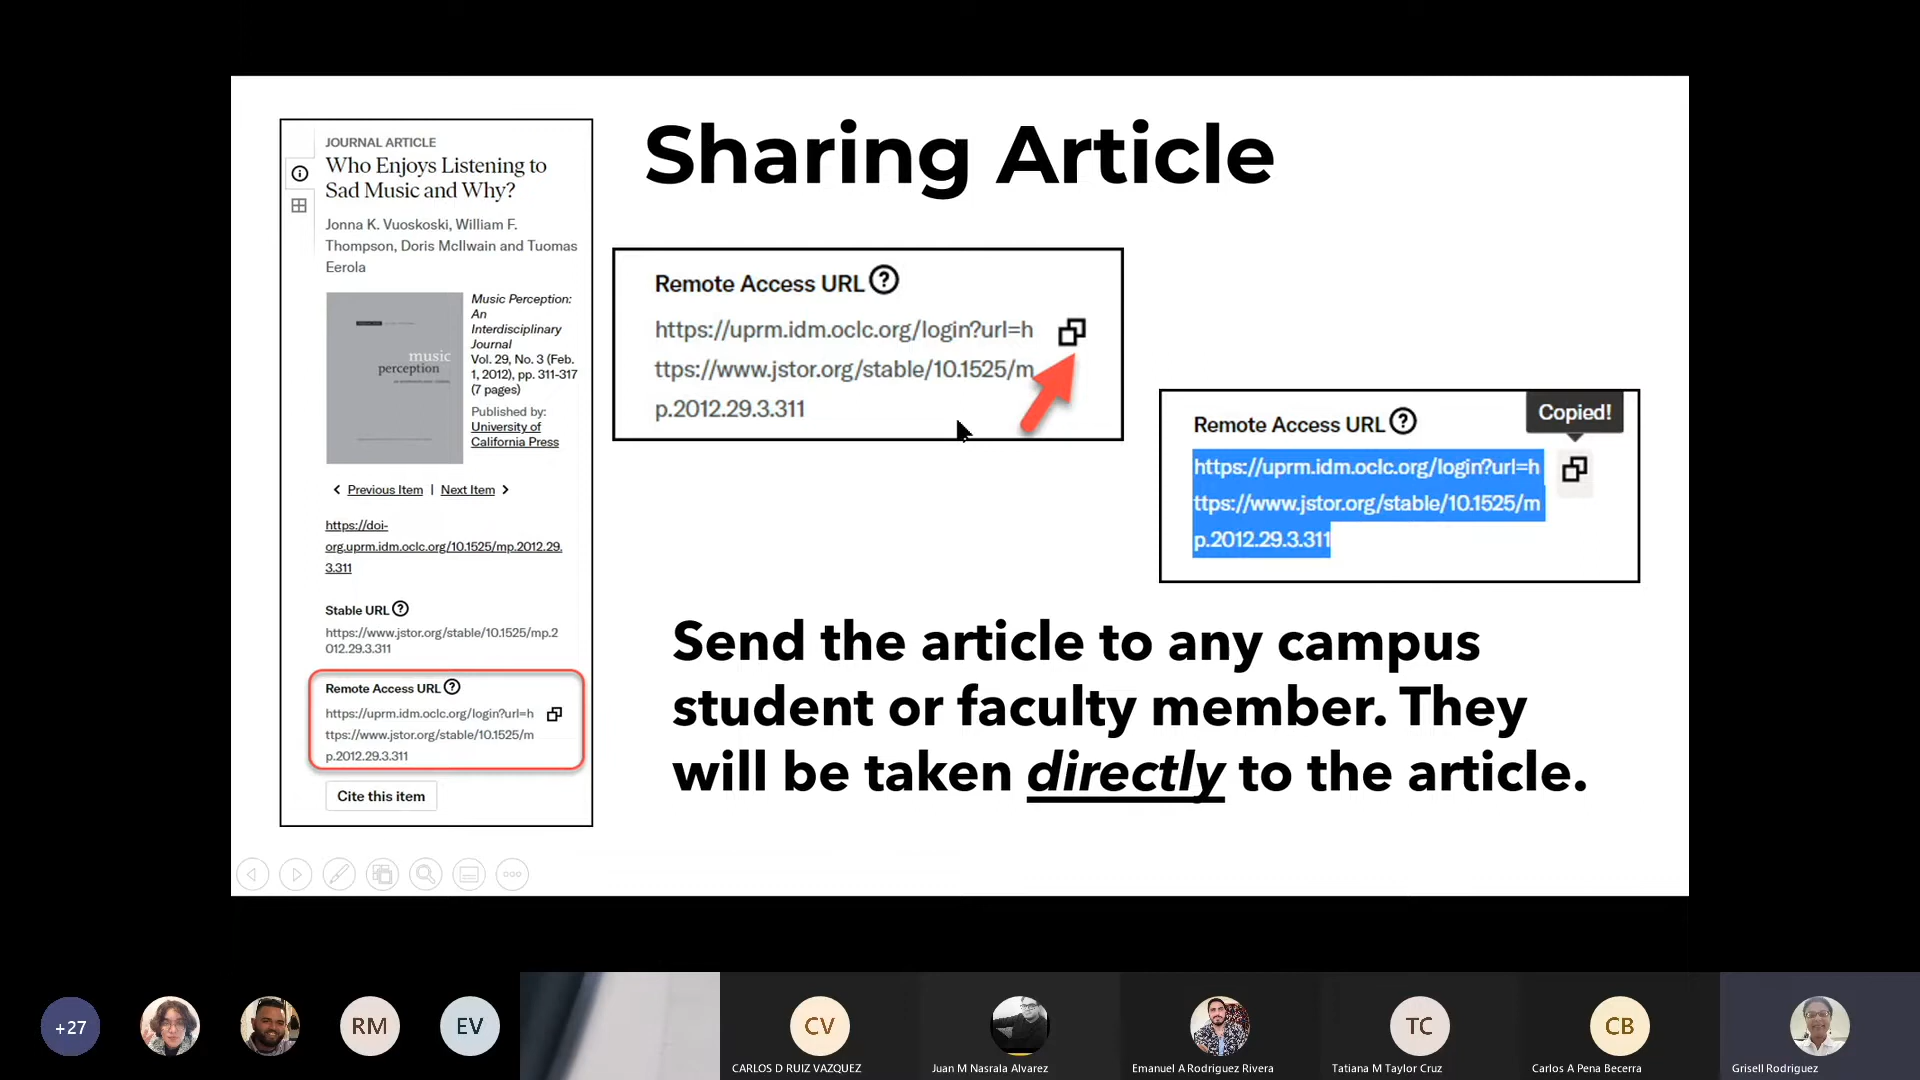 Sharing Article
JOURNAL ARTICLE
Who Enjoys Listening to
Sad Music and Why?
Jonna K. Vuoskoski, William F.
Thompson, Doris McIlwain and Tuomas
Eerola
music
perception
Music Perception:
An
Interdisciplinary
Journal
Vol. 29, No. 3 (Feb.
1, 2012), pp. 311-317
(7 pages)
Published by:
University of
California Press
Previous Item | Next Item
https://doi-
org.uprm.idm.oclc.org/10.1525/mp.2012.29.
3.311
Stable URL
https://www.jstor.org/stable/10.1525/mp.2
012.29.3.311
Remote Access URL
https://uprm.idm.oclc.org/login?url=h
ttps://www.jstor.org/stable/10.1525/m
p.2012.29.3.311
Cite this item
Remote Access URL
https://uprm.idm.oclc.org/login?url=h
ttps://www.jstor.org/stable/10.1525/m
p.2012.29.3.311
Copied!
Remote Access URL
https://uprm.idm.oclc.org/login?url=h
ttps://www.jstor.org/stable/10.1525/m
p.2012.29.3.311
Send the article to any campus
student or faculty member. They
will be taken directly to the article.
+27
RM
EV
CV
CARLOS D RUIZ VAZQUEZ
Juan M Nasrala Alvarez
Emanuel A Rodriguez Rivera
TC
Tatiana M Taylor Cruz
CB
Carlos A Pena Becerra
Grisell Rodriguez